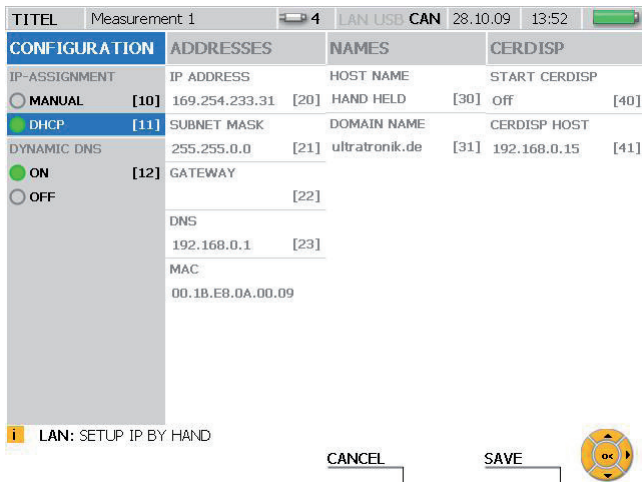 TITEL Measurement 1 4 LAN USB CAN 28.10.09 13:52
CONFIGURATION ADDRESSES NAMES CERDISP
IP-ASSIGNMENT IP ADDRESS HOST NAME START CERDISP
MANUAL [10] 169.254.233.31 [20] HAND HELD [30] Off [40]
DHCP [11] SUBNET MASK DOMAIN NAME CERDISP HOST
DYNAMIC DNS 255.255.0.0 [21] ultratronik.de [31] 192.168.0.15 [41]
ON [12] GATEWAY
OFF [22]
DNS
192.168.0.1 [23]
MAC
00.1B.E8.0A.00.09
i LAN: SETUP IP BY HAND
CANCEL SAVE OK